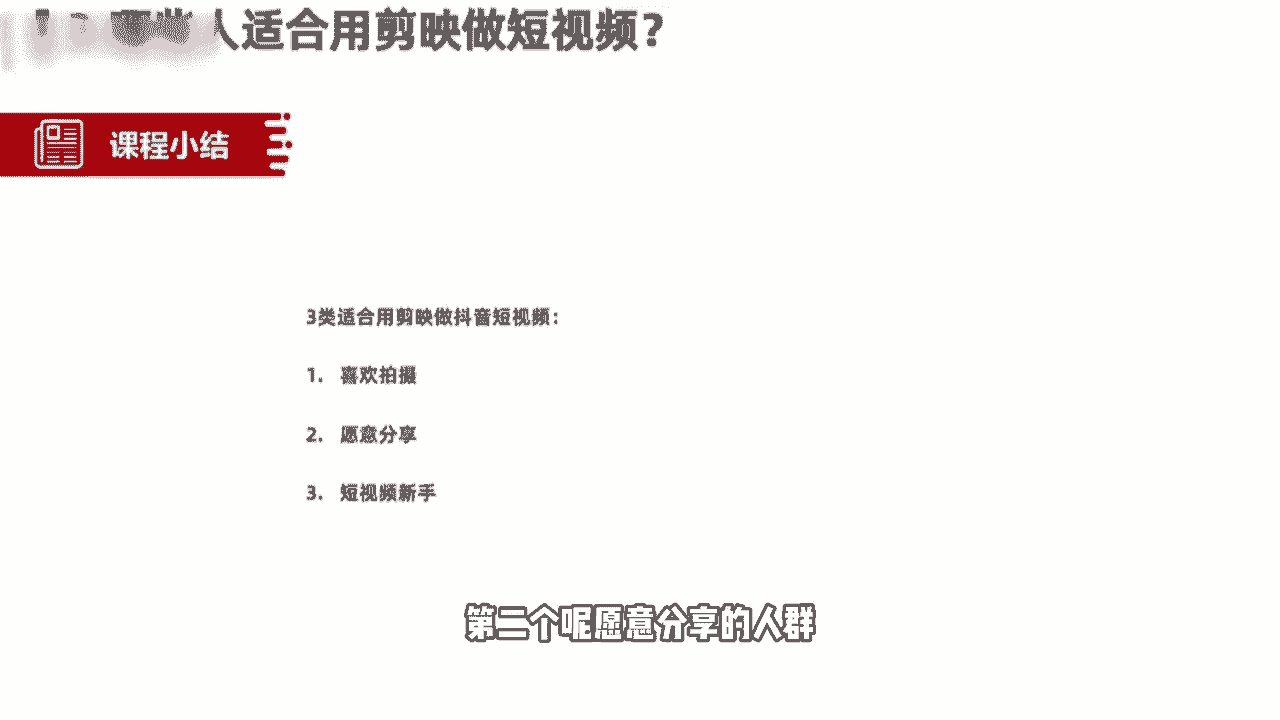 人适合用剪映做短视频？
课程小结
3类适合用剪映做抖音短视频：
1. 喜欢拍摄
2. 愿意分享
3. 短视频新手
第二个呢愿意分享的人群